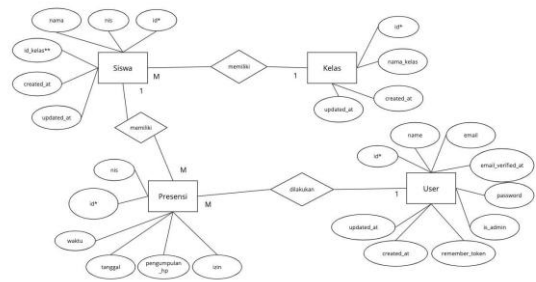 nama
nis
id*
id_kelas**
created_at
updated_at
Siswa
M
1
memiliki
1
Kelas
id*
nama_kelas
created_at
updated_at
memiliki
M
Presensi
M
nis
id*
waktu
tanggal
pengumpulan
_hp
izin
dilakukan
1
User
name
email
id*
email_verified_at
password
is_admin
remember_token
created_at
updated_at